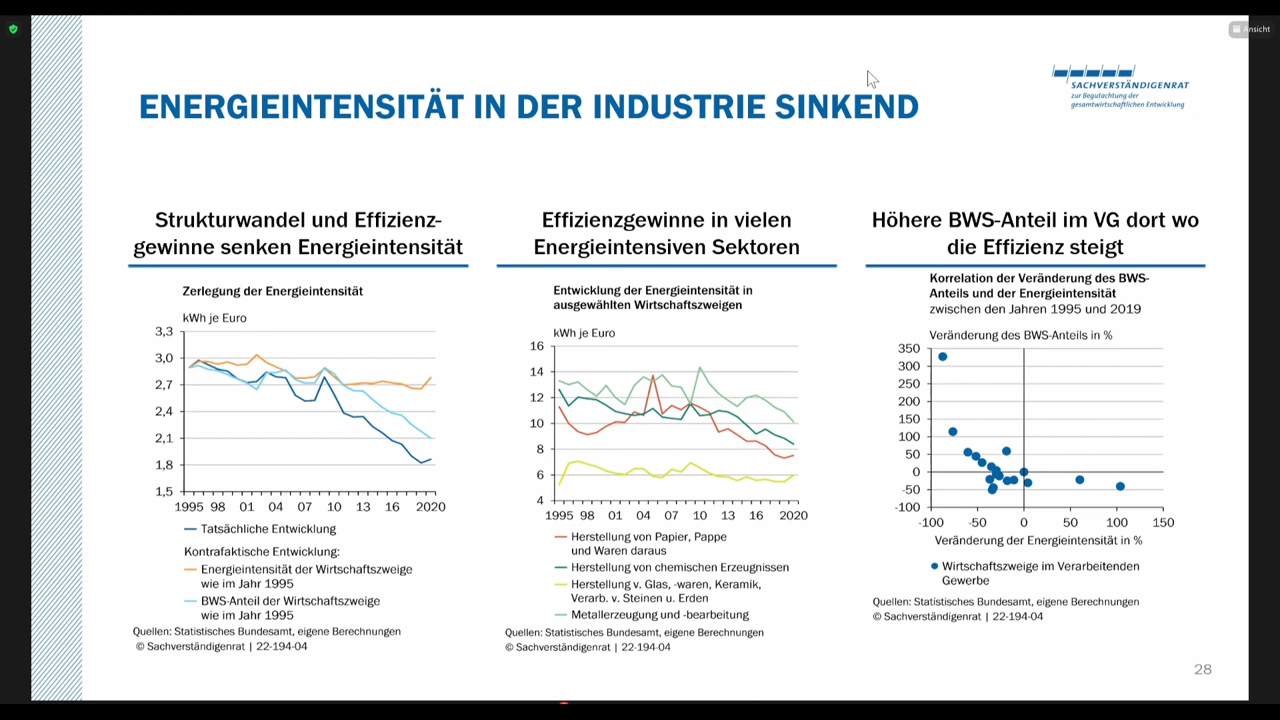 Ansicht
SACHVERSTÄNDIGENRAT
zur Begutachtung der
gesamtwirtschaftlichen Entwicklung
ENERGIEINTENSITÄT IN DER INDUSTRIE SINKEND
Strukturwandel und Effizienz-
gewinne senken Energieintensität
Zerlegung der Energieintensität
kWh je Euro
3,3
3,0
2,7
2,4
2,1
1,8
1,5
1995 98 01 04 07 10 13 16 2020
Tatsächliche Entwicklung
Kontrafaktische Entwicklung:
Energieintensität der Wirtschaftszweige
wie im Jahr 1995
BWS-Anteil der Wirtschaftszweige
wie im Jahr 1995
Quellen: Statistisches Bundesamt, eigene Berechnungen
© Sachverständigenrat | 22-194-04
Effizienzgewinne in vielen
Energieintensiven Sektoren
Entwicklung der Energieintensität in
ausgewählten Wirtschaftszweigen
kWh je Euro
16
14
12
10
8
6
4
1995 98 01 04 07 10 13 16 2020
Herstellung von Papier, Pappe
und Waren daraus
Herstellung von chemischen Erzeugnissen
Herstellung v. Glas, -waren, Keramik,
Verarb. v. Steinen u. Erden
Metallerzeugung und -bearbeitung
Quellen: Statistisches Bundesamt, eigene Berechnungen
© Sachverständigenrat | 22-194-04
Höhere BWS-Anteil im VG dort wo
die Effizienz steigt
Korrelation der Veränderung des BWS-
Anteils und der Energieintensität
zwischen den Jahren 1995 und 2019
Veränderung des BWS-Anteils in %
350
300
250
200
150
100
50
0
-50
-100
-100 -50 0 50 100 150
Veränderung der Energieintensität in %
Wirtschaftszweige im Verarbeitenden
Gewerbe
Quellen: Statistisches Bundesamt, eigene Berechnungen
© Sachverständigenrat | 22-194-04
28